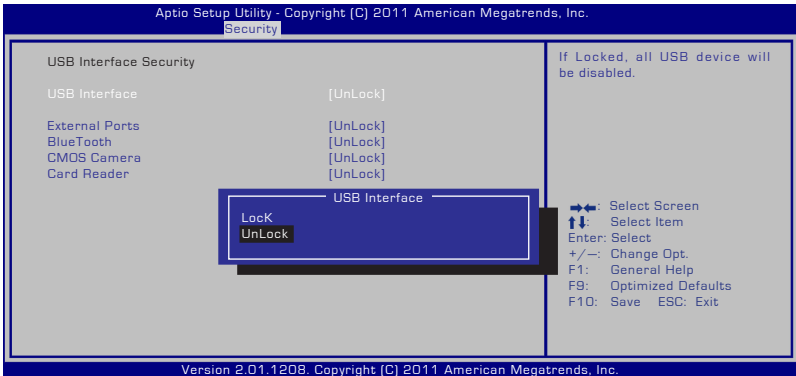 Aptio Setup Utility - Copyright (C) 2011 American Megatrends, Inc.
Security
USB Interface Security
USB Interface [UnLock]
External Ports [UnLock]
BlueTooth [UnLock]
CMOS Camera [UnLock]
Card Reader [UnLock]
USB Interface
LocK
UnLock
If Locked, all USB device will
be disabled.
→←: Select Screen
↑↓: Select Item
Enter: Select
+/—: Change Opt.
F1: General Help
F9: Optimized Defaults
F10: Save ESC: Exit
Version 2.01.1208. Copyright (C) 2011 American Megatrends, Inc.